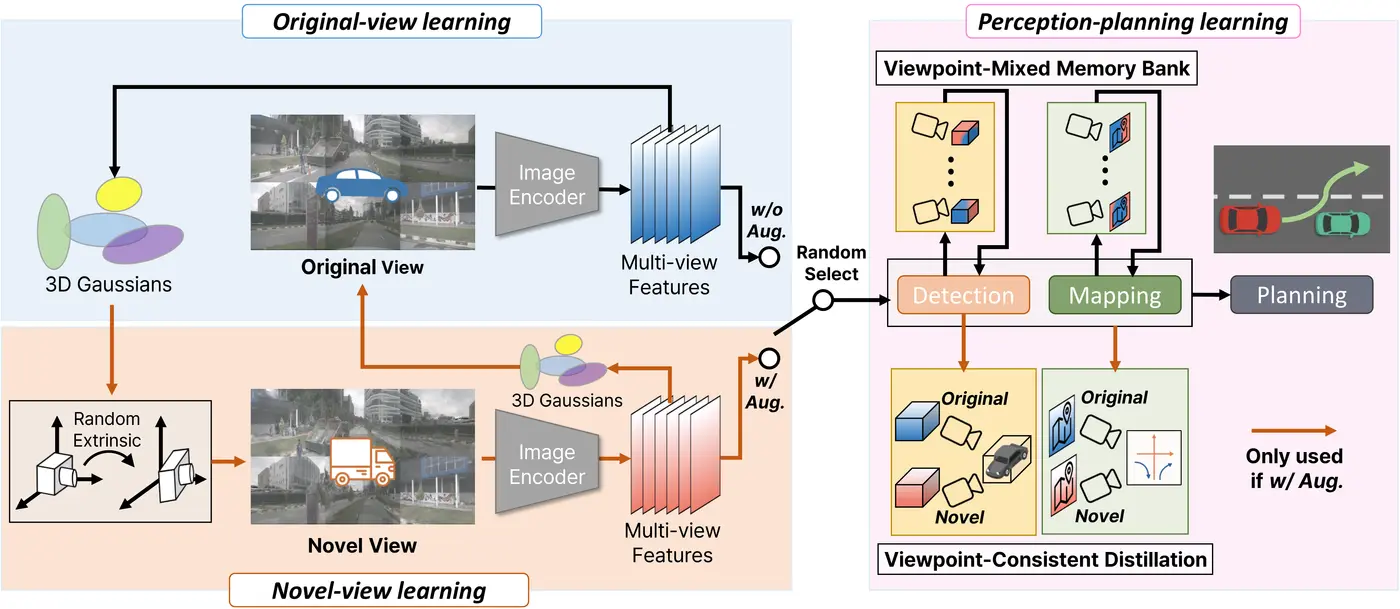 Original-view learning
3D Gaussians
Original View
Image
Encoder
Multi-view
Features
w/o
Aug.
Random
Select
Novel-view learning
Random
Extrinsic
Novel View
Image
Encoder
3D Gaussians
Multi-view
Features
w/
Aug.
Perception-planning learning
Viewpoint-Mixed Memory Bank
Detection
Mapping
Planning
Original
Novel
Original
Novel
Viewpoint-Consistent Distillation
Only used
if w/ Aug.